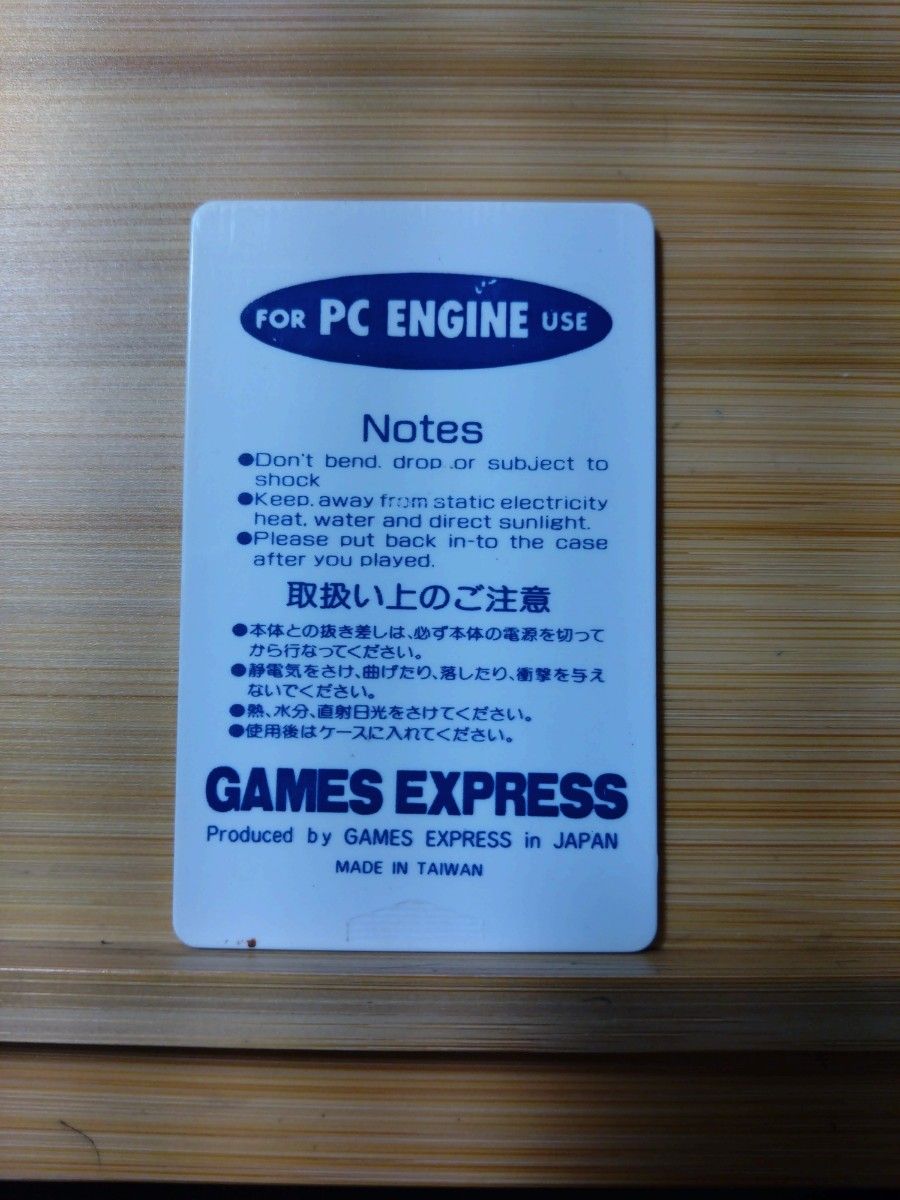 FOR PC ENGINE USE
Notes
●Don't bend. drop .or subject to
shock
●Keep. away from static electricity
heat, water and direct sunlight.
●Please put back in-to the case
after you played.
取扱い上のご注意
●本体との抜き差しは、必ず本体の電源を切って
から行なってください。
●静電気をさけ、曲げたり、落したり、衝撃を与え
ないでください。
●熱、水分、直射日光をさけてください。
●使用後はケースに入れてください。
GAMES EXPRESS
Produced by GAMES EXPRESS in JAPAN
MADE IN TAIWAN